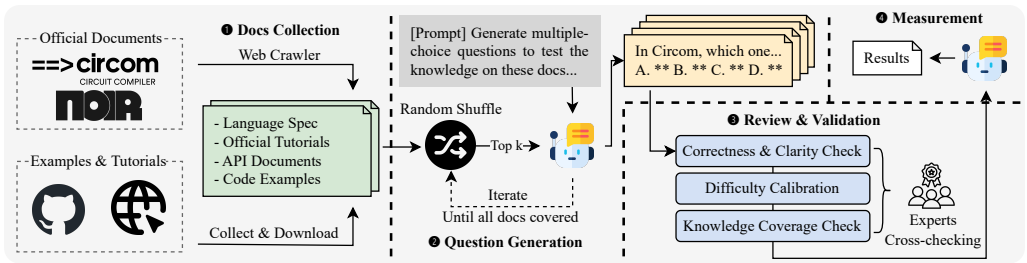 ❶ Docs Collection
Official Documents
==>circom
CIRCUIT COMPILER
NOIR
Web Crawler
- Language Spec
- Official Tutorials
- API Documents
- Code Examples
Examples & Tutorials
Collect & Download
[Prompt] Generate multiple-
choice questions to test the
knowledge on these docs...
Random Shuffle
Top k
Iterate
Until all docs covered
❷ Question Generation
In Circom, which one...
A. ** B. ** C. ** D. **
❸ Review & Validation
Correctness & Clarity Check
Difficulty Calibration
Knowledge Coverage Check
Experts
Cross-checking
❹ Measurement
Results